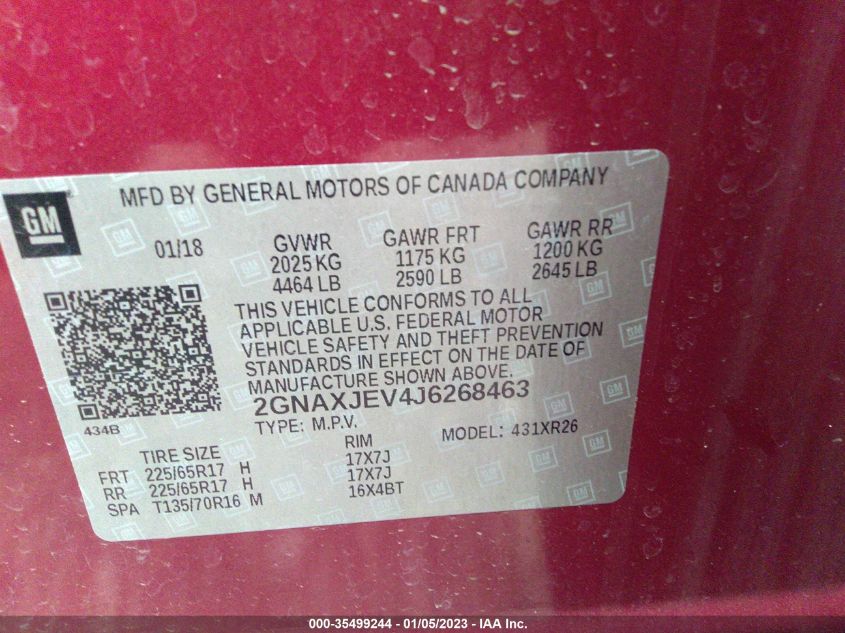 MFD BY GENERAL MOTORS OF CANADA COMPANY
GM
01/18
GVWR GAWR FRT GAWR RR
2025 KG 1175 KG 1200 KG
4464 LB 2590 LB 2645 LB
THIS VEHICLE CONFORMS TO ALL
APPLICABLE U.S. FEDERAL MOTOR
VEHICLE SAFETY AND THEFT PREVENTION
STANDARDS IN EFFECT ON THE DATE OF
MANUFACTURE SHOWN ABOVE.
2GNAXJEV4J6268463
434B
TYPE: M.P.V. MODEL: 431XR26
TIRE SIZE RIM
FRT 225/65R17 H 17X7J
RR 225/65R17 H 17X7J
SPA T135/70R16 M 16X4BT
000-35499244 - 01/05/2023 - IAA Inc.